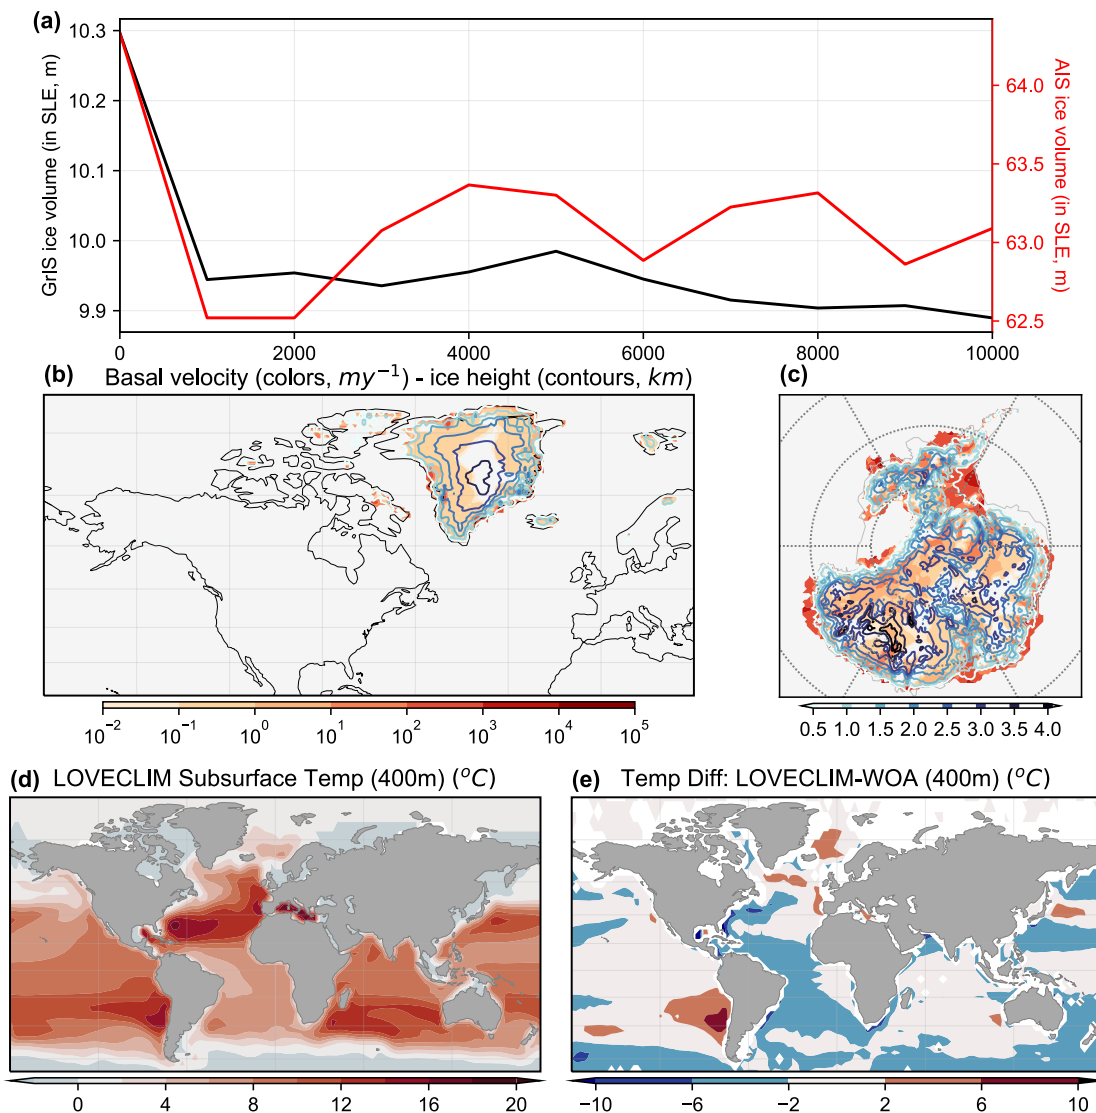 (a)
10.3
10.2
10.1
10.0
9.9
GrIS ice volume (in SLE, m)
64.0
63.5
63.0
62.5
AIS ice volume (in SLE, m)
0 2000 4000 6000 8000 10000
(b) Basal velocity (colors, my⁻¹) - ice height (contours, km)
(c)
10⁻² 10⁻¹ 10⁰ 10¹ 10² 10³ 10⁴ 10⁵
0.5 1.0 1.5 2.0 2.5 3.0 3.5 4.0
(d) LOVECLIM Subsurface Temp (400m) (°C)
(e) Temp Diff: LOVECLIM-WOA (400m) (°C)
0 4 8 12 16 20
−10 −6 −2 2 6 10